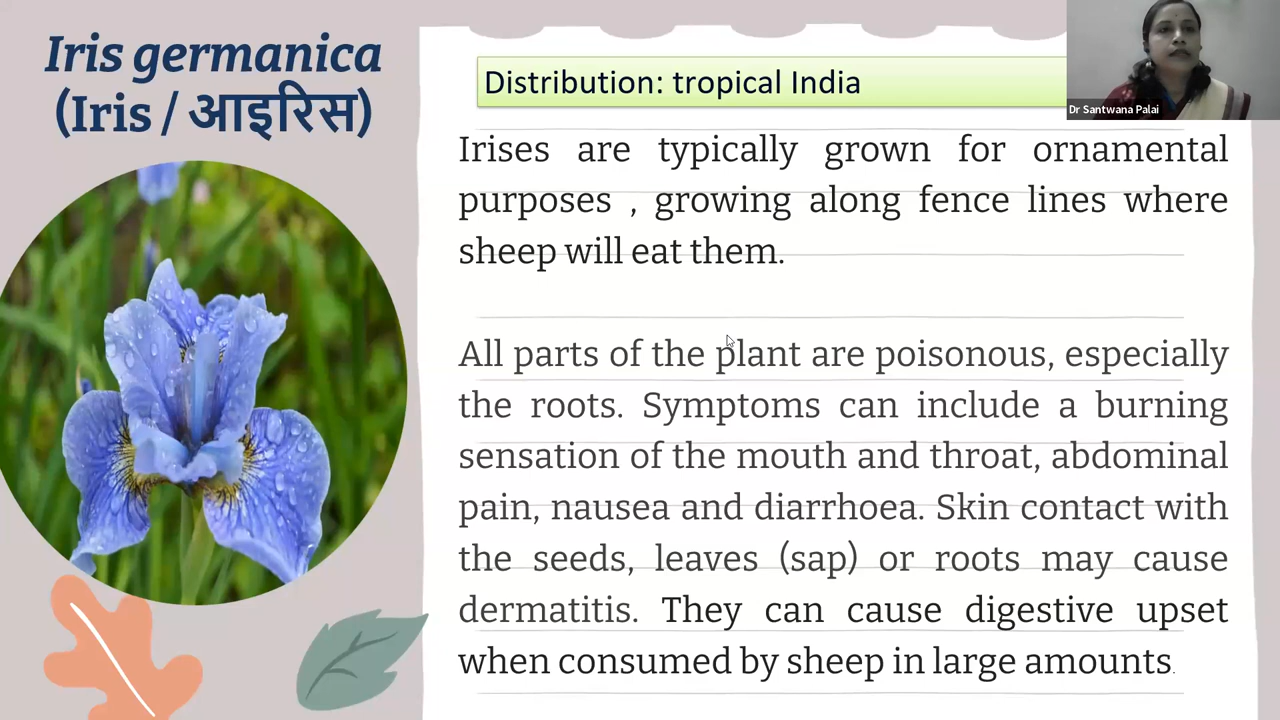 Iris germanica
(Iris / आइरिस)
Distribution: tropical India
Dr Santwana Palai
Irises are typically grown for ornamental
purposes , growing along fence lines where
sheep will eat them.
All parts of the plant are poisonous, especially
the roots. Symptoms can include a burning
sensation of the mouth and throat, abdominal
pain, nausea and diarrhoea. Skin contact with
the seeds, leaves (sap) or roots may cause
dermatitis. They can cause digestive upset
when consumed by sheep in large amounts.